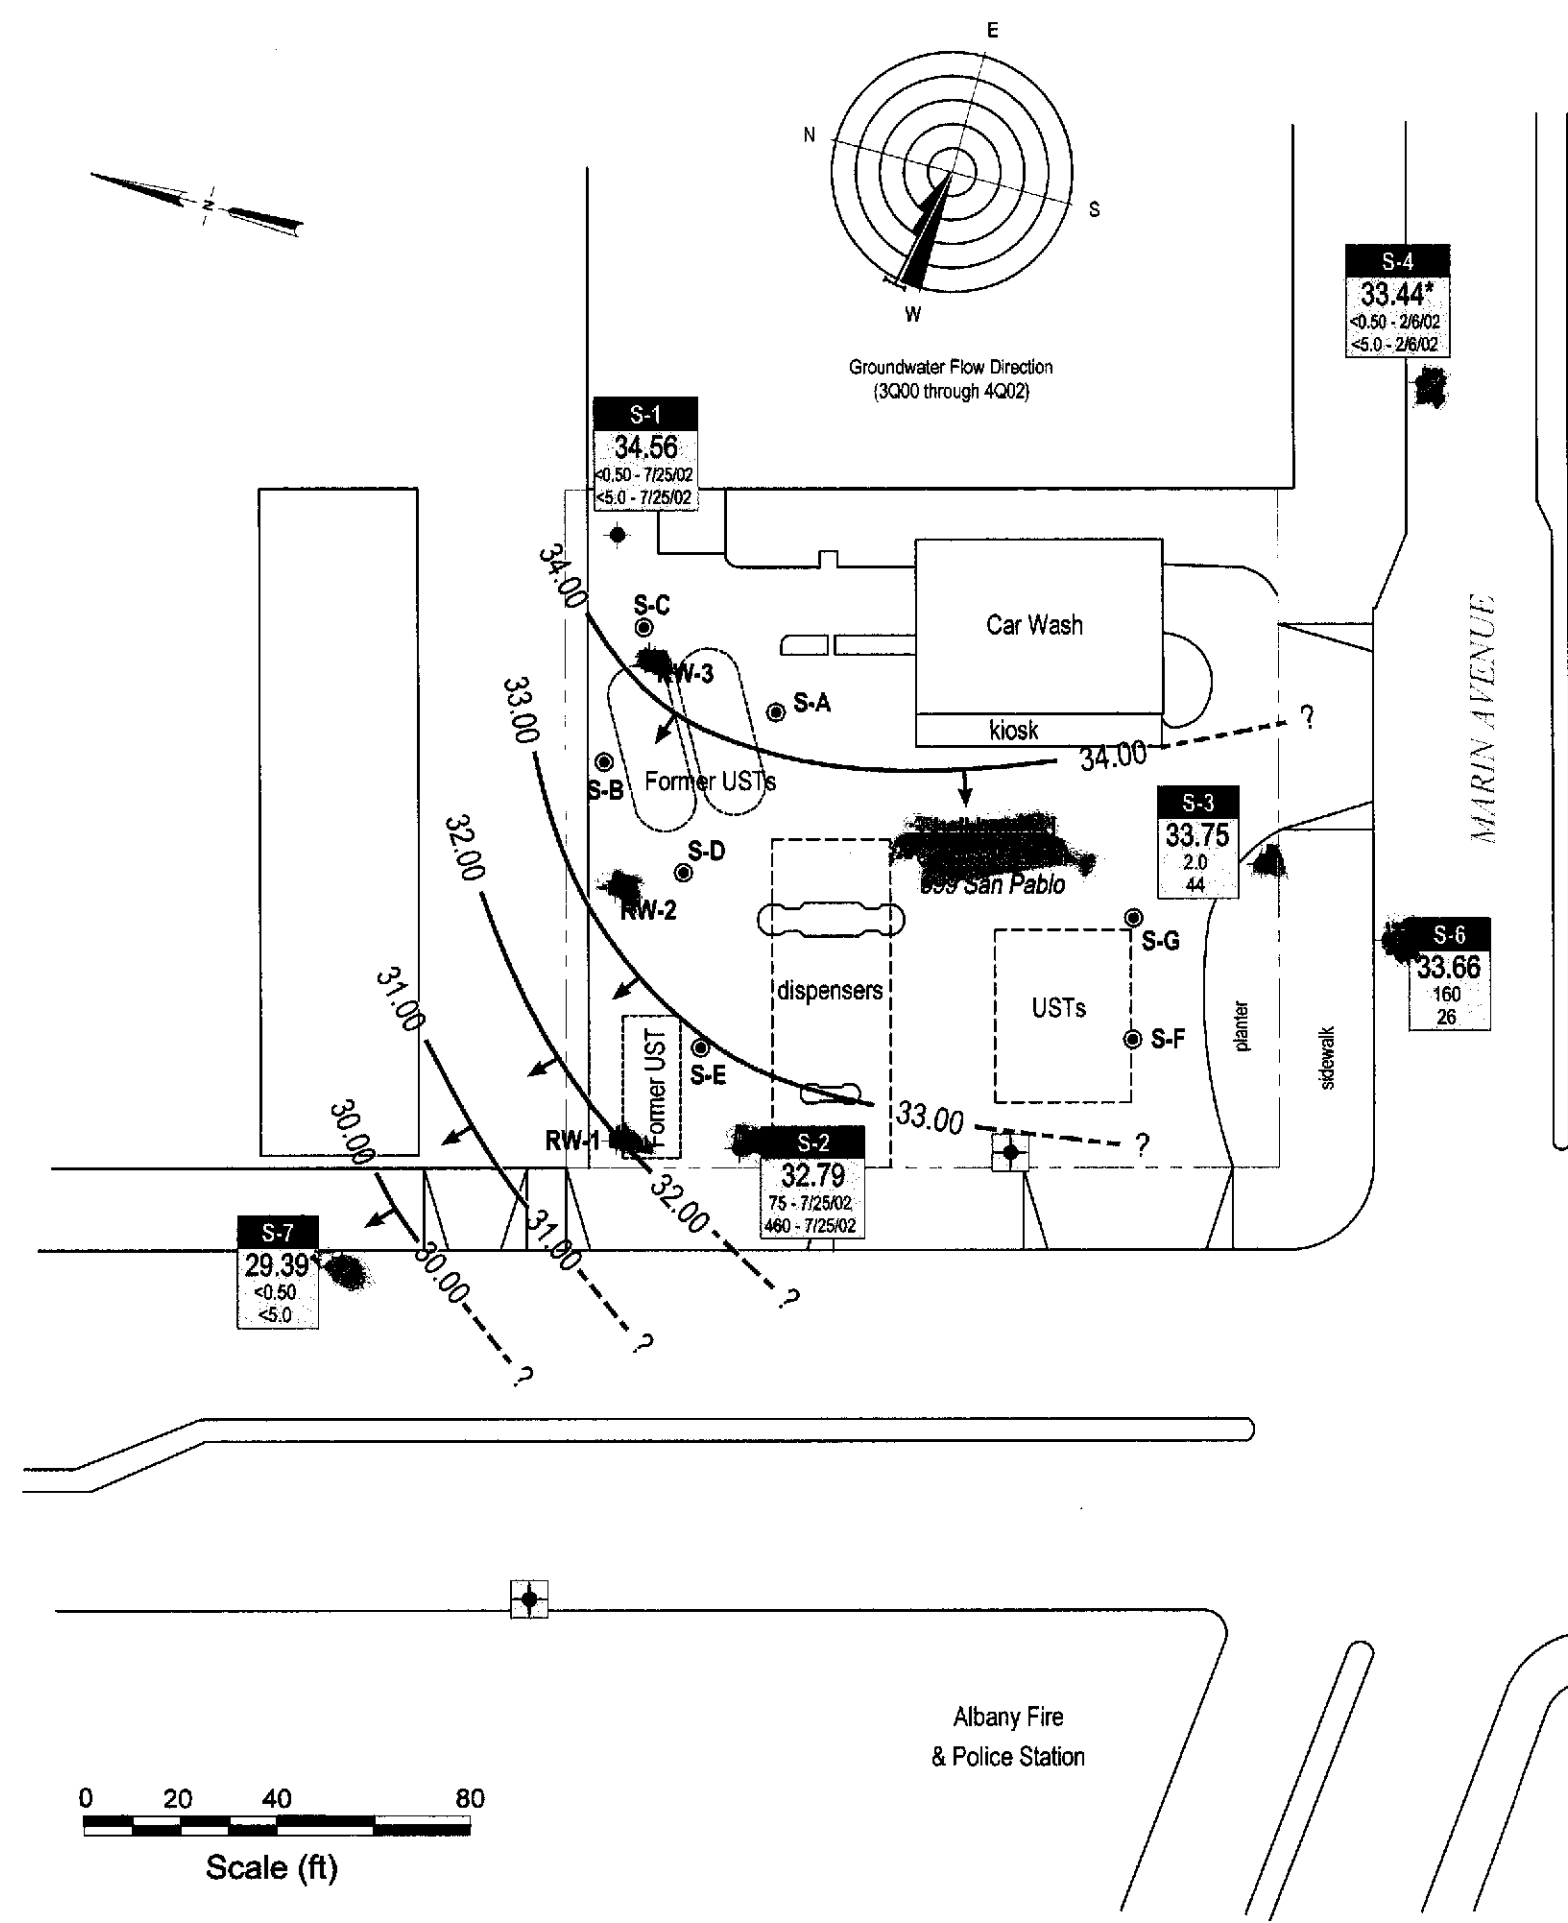 E
N
S
W
Groundwater Flow Direction
(3Q00 through 4Q02)
N
S-4
33.44*
<0.50 - 2/6/02
<5.0 - 2/6/02
S-1
34.56
<0.50 - 7/25/02
<5.0 - 7/25/02
34.00
S-C
RW-3
S-A
Car Wash
kiosk
34.00
?
MARIN AVENUE
33.00
S-B
Former USTs
S-3
33.75
2.0
44
32.00
S-D
RW-2
999 San Pablo
S-G
S-6
33.66
160
26
31.00
dispensers
USTs
planter
sidewalk
S-F
Former UST
S-E
33.00
?
30.00
RW-1
S-2
32.79
75 - 7/25/02
460 - 7/25/02
32.00
?
S-7
29.39
<0.50
<5.0
31.00
?
30.00
?
Albany Fire
& Police Station
0 20 40 80
Scale (ft)